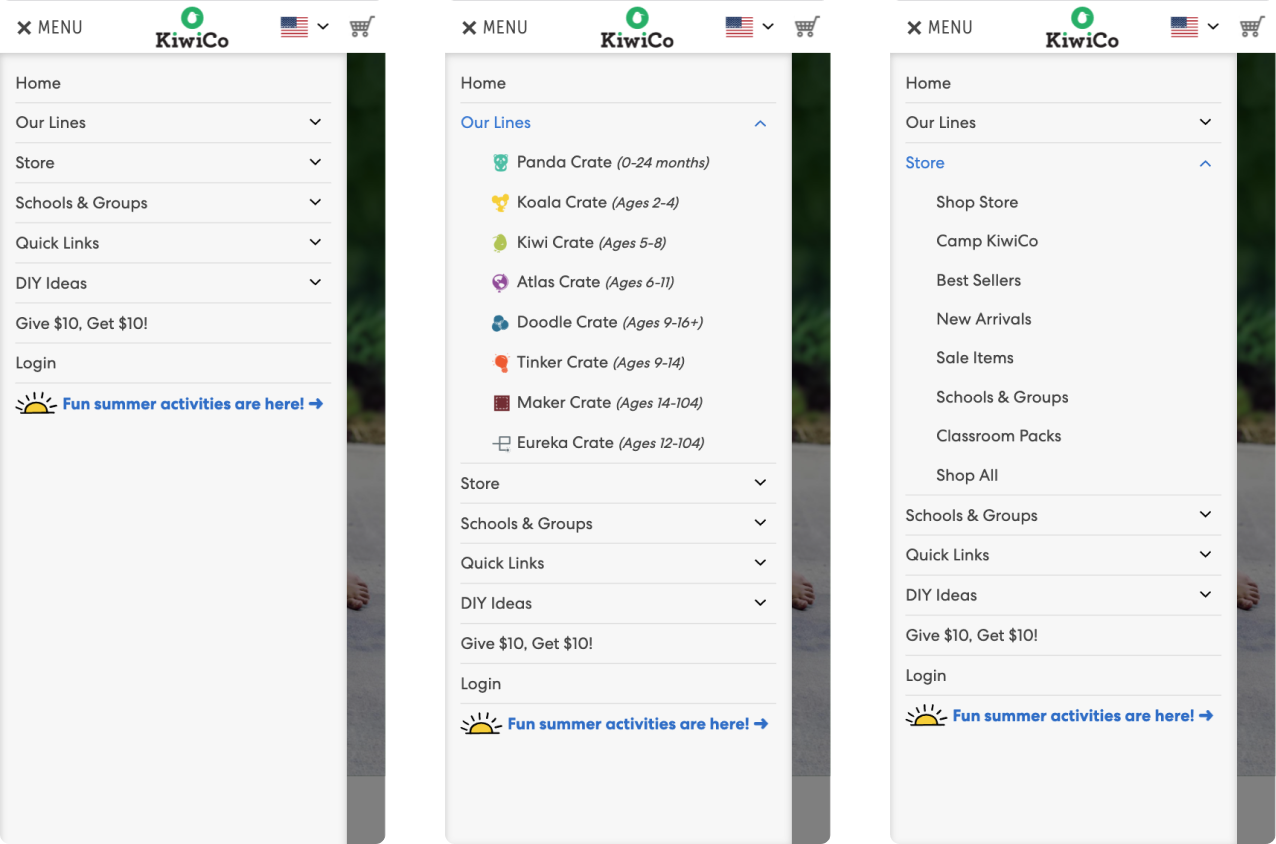 MENU
KiwiCo
Home
Our Lines
Store
Schools & Groups
Quick Links
DIY Ideas
Give $10, Get $10!
Login
Fun summer activities are here!
MENU
KiwiCo
Home
Our Lines
Panda Crate (0-24 months)
Koala Crate (Ages 2-4)
Kiwi Crate (Ages 5-8)
Atlas Crate (Ages 6-11)
Doodle Crate (Ages 9-16+)
Tinker Crate (Ages 9-14)
Maker Crate (Ages 14-104)
Eureka Crate (Ages 12-104)
Store
Schools & Groups
Quick Links
DIY Ideas
Give $10, Get $10!
Login
Fun summer activities are here!
MENU
KiwiCo
Home
Our Lines
Store
Shop Store
Camp KiwiCo
Best Sellers
New Arrivals
Sale Items
Schools & Groups
Classroom Packs
Shop All
Schools & Groups
Quick Links
DIY Ideas
Give $10, Get $10!
Login
Fun summer activities are here!